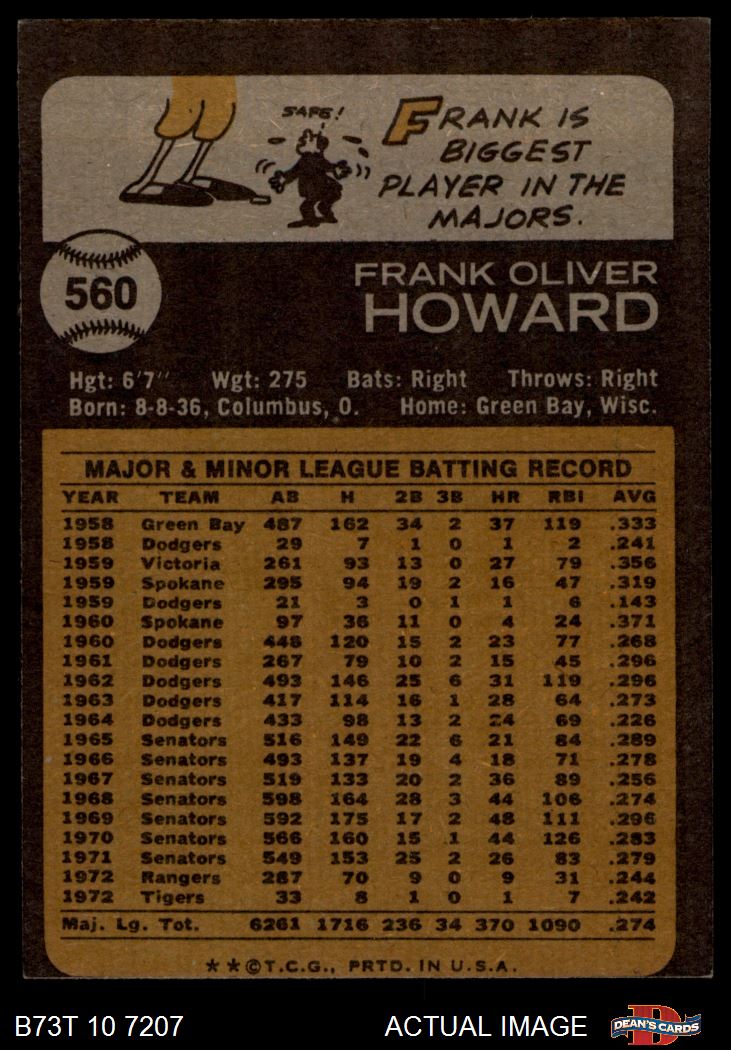 SAFE!
FRANK IS
BIGGEST
PLAYER IN THE
MAJORS.
560
FRANK OLIVER
HOWARD
Hgt: 6'7" Wgt: 275 Bats: Right Throws: Right
Born: 8-8-36, Columbus, O. Home: Green Bay, Wisc.
MAJOR & MINOR LEAGUE BATTING RECORD
YEAR TEAM AB H 2B 3B HR RBI AVG
1958 Green Bay 487 162 34 2 37 119 .333
1958 Dodgers 29 7 1 0 1 2 .241
1959 Victoria 261 93 13 0 27 79 .356
1959 Spokane 295 94 19 2 16 47 .319
1959 Dodgers 21 3 0 1 1 6 .143
1960 Spokane 97 36 11 0 4 24 .371
1960 Dodgers 448 120 15 2 23 77 .268
1961 Dodgers 267 79 10 2 15 45 .296
1962 Dodgers 493 146 25 6 31 119 .296
1963 Dodgers 417 114 16 1 28 64 .273
1964 Dodgers 433 98 13 2 24 69 .226
1965 Senators 516 149 22 6 21 84 .289
1966 Senators 493 137 19 4 18 71 .278
1967 Senators 519 133 20 2 36 89 .256
1968 Senators 598 164 28 3 44 106 .274
1969 Senators 592 175 17 2 48 111 .296
1970 Senators 566 160 15 1 44 126 .283
1971 Senators 549 153 25 2 26 83 .279
1972 Rangers 287 70 9 0 9 31 .244
1972 Tigers 33 8 1 0 1 7 .242
Maj. Lg. Tot. 6261 1716 236 34 370 1090 .274
★★©T.C.G., PRTD. IN U.S.A.
B73T 10 7207 ACTUAL IMAGE DEAN'S CARDS